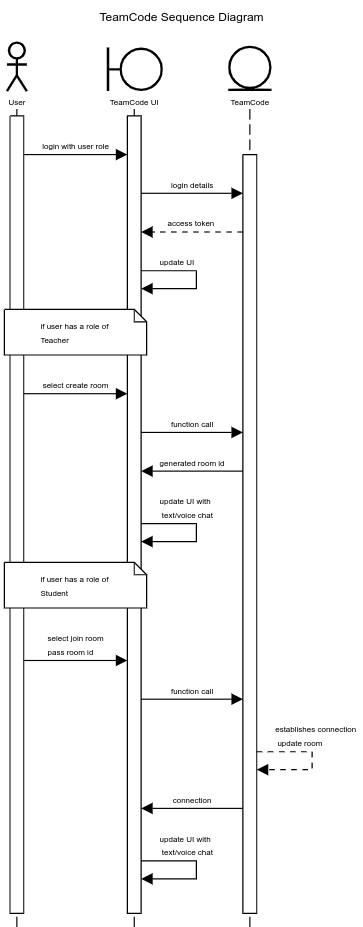 TeamCode Sequence Diagram
User
TeamCode UI
TeamCode
login with user role
login details
access token
update UI
if user has a role of
Teacher
select create room
function call
generated room id
update UI with
text/voice chat
if user has a role of
Student
select join room
pass room id
function call
establishes connection
update room
connection
update UI with
text/voice chat